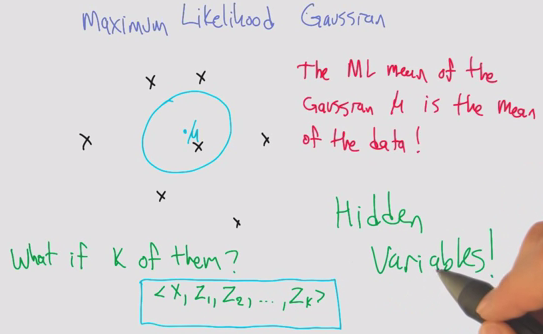 Maximum Likelihood Gaussian
The ML mean of the
Gaussian μ is the mean
of the data!
μ
Hidden
Variables!
What if K of them?
<x, z₁, z₂, ..., zₖ>